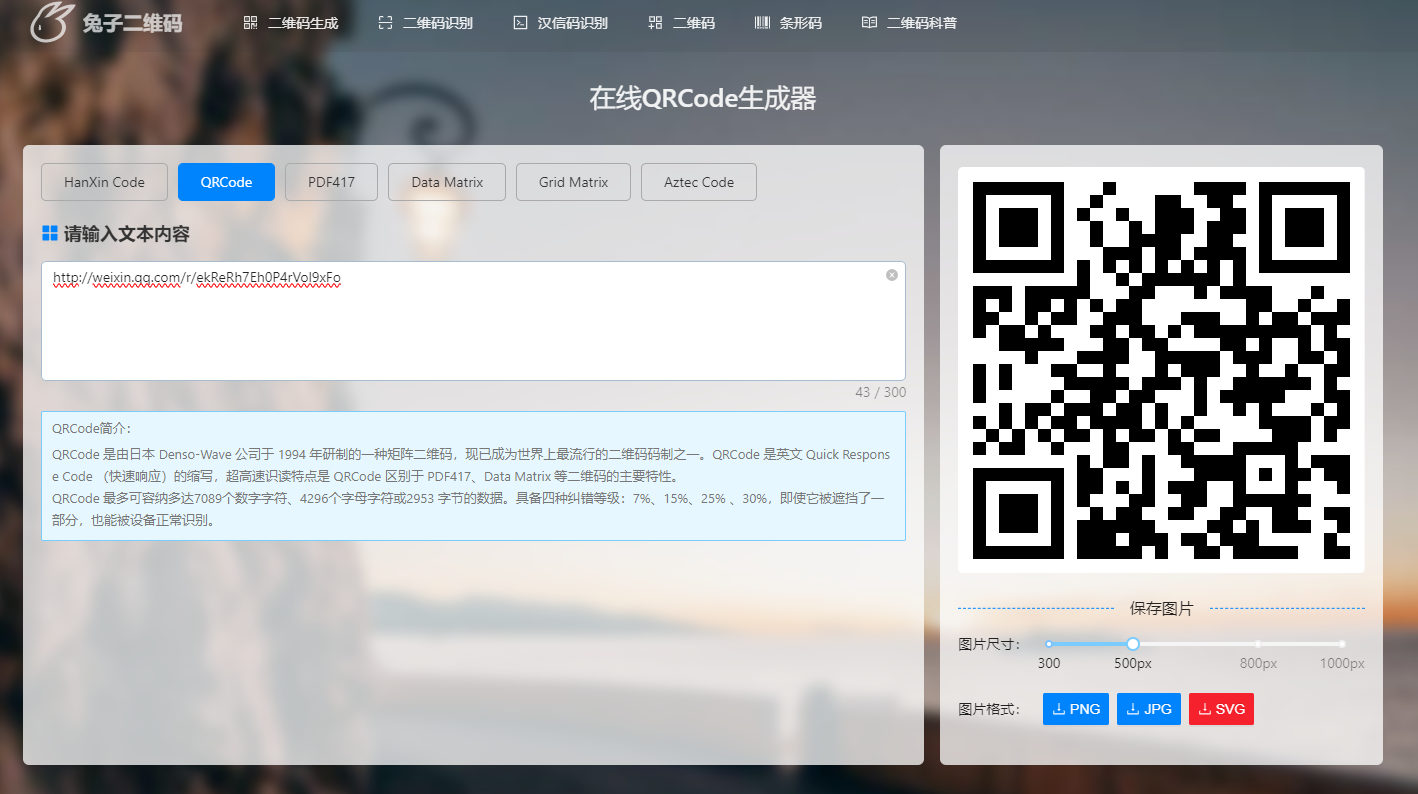 兔子二维码
二维码生成
二维码识别
汉信码识别
二维码
条形码
二维码科普
在线QRCode生成器
HanXin Code
QRCode
PDF417
Data Matrix
Grid Matrix
Aztec Code
请输入文本内容
http://weixin.qq.com/r/ekReRh7Eh0P4rVoI9xFo
43 / 300
QRCode简介：
QRCode 是由日本 Denso-Wave 公司于 1994 年研制的一种矩阵二维码，现已成为世界上最流行的二维码码制之一。QRCode 是英文 Quick Respons
e Code （快速响应）的缩写，超高速识读特点是 QRCode 区别于 PDF417、Data Matrix 等二维码的主要特性。
QRCode 最多可容纳多达7089个数字字符、4296个字母字符或2953 字节的数据。具备四种纠错等级：7%、15%、25% 、30%，即使它被遮挡了一
部分，也能被设备正常识别。
保存图片
图片尺寸：
300
500px
800px
1000px
图片格式：
PNG
JPG
SVG